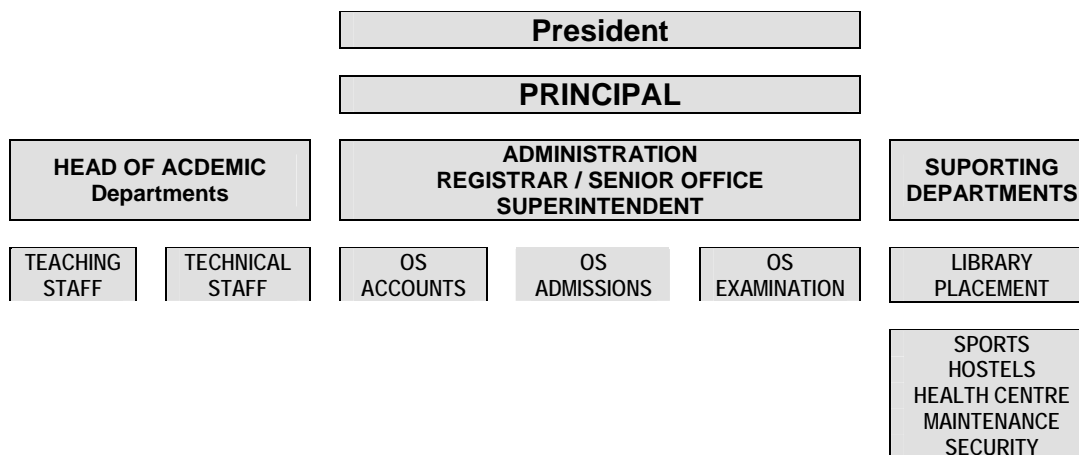 President
PRINCIPAL
HEAD OF ACDEMIC
Departments
ADMINISTRATION
REGISTRAR / SENIOR OFFICE
SUPERINTENDENT
SUPORTING
DEPARTMENTS
TEACHING
STAFF
TECHNICAL
STAFF
OS
ACCOUNTS
OS
ADMISSIONS
OS
EXAMINATION
LIBRARY
PLACEMENT
SPORTS
HOSTELS
HEALTH CENTRE
MAINTENANCE
SECURITY